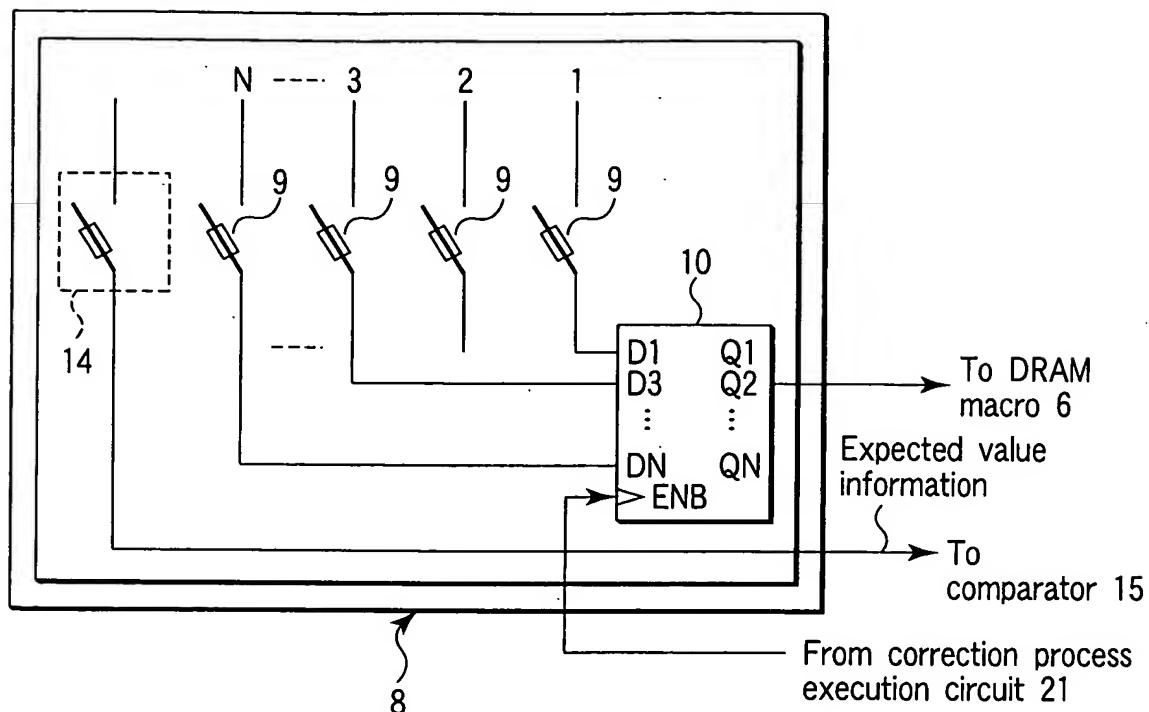 N ---- 3 2 1
9 9 9 9
10
14
D1 Q1
D3 Q2
⋮ ⋮
DN QN
ENB
To DRAM
macro 6
Expected value
information
To
comparator 15
From correction process
execution circuit 21
8